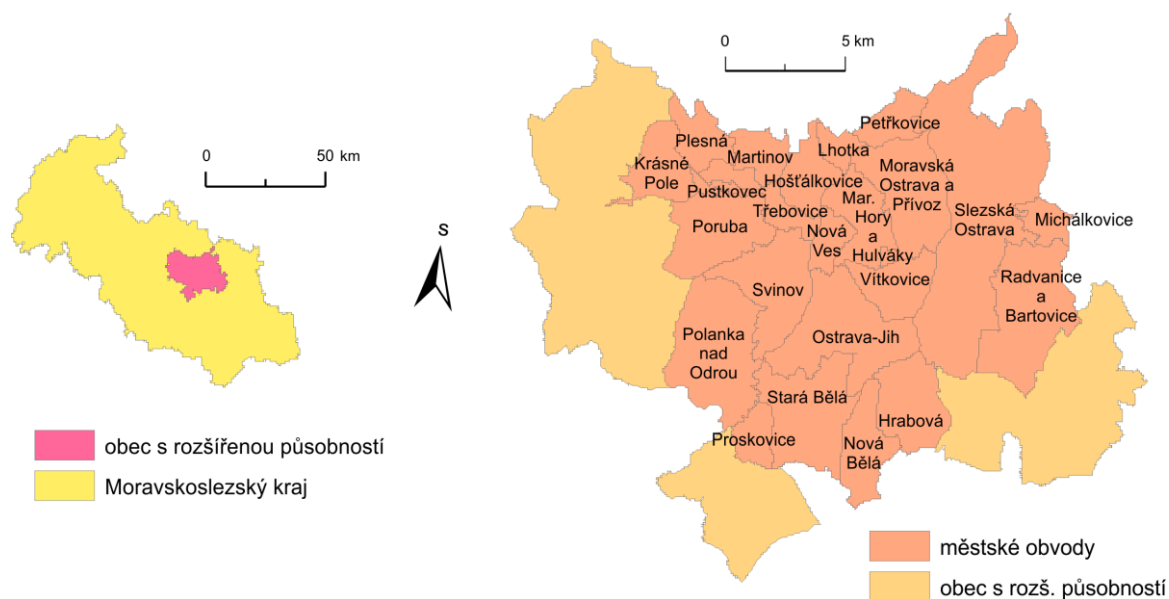 0
50 km
obec s rozšířenou působností
Moravskoslezský kraj
S
0
5 km
Petřkovice
Plesná
Martinov
Lhotka
Krásné
Pole
Pustkovec
Hošťálkovice
Moravská
Ostrava a
Přívoz
Poruba
Třebovice
Mar.
Hory
a
Hulváky
Nová
Ves
Slezská
Ostrava
Michálkovice
Vítkovice
Radvanice
a
Bartovice
Svinov
Ostrava-Jih
Polanka
nad
Odrou
Stará Bělá
Hrabová
Proskovice
Nová
Bělá
městské obvody
obec s rozš. působností